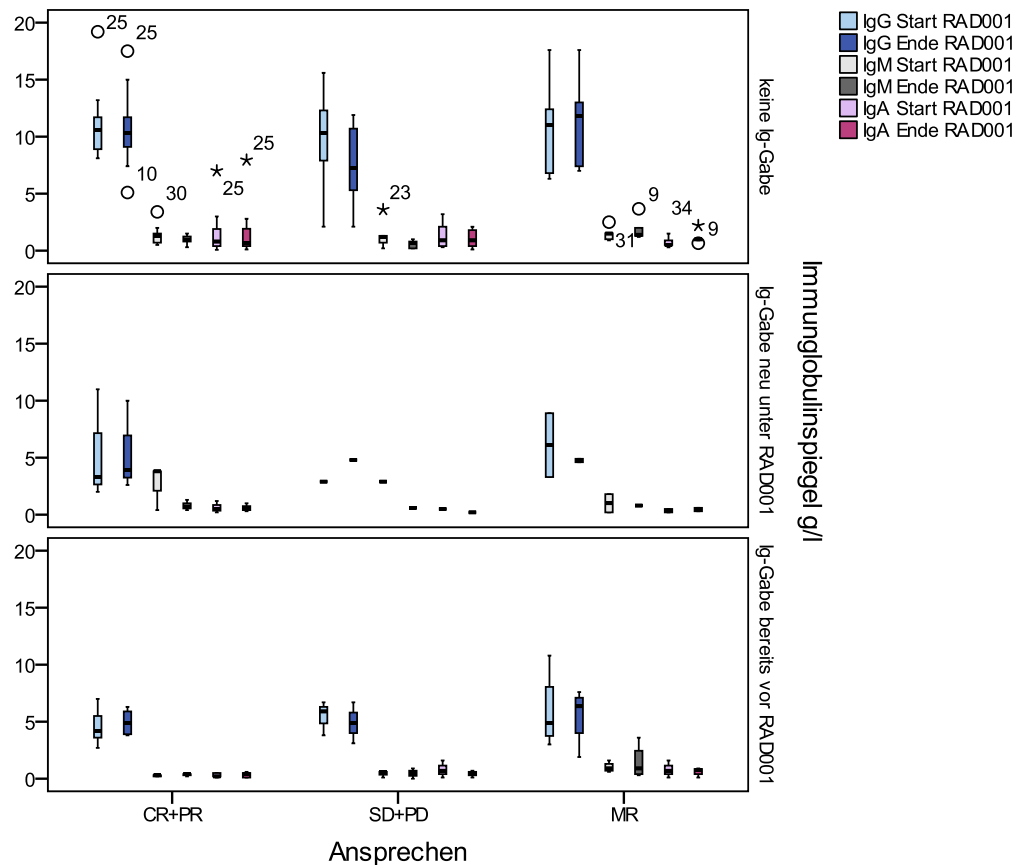 IgG Start RAD001
IgG Ende RAD001
IgM Start RAD001
IgM Ende RAD001
IgA Start RAD001
IgA Ende RAD001
20
15
10
5
0
25
25
10
30
25
25
23
31
9
34
9
keine Ig-Gabe
20
15
10
5
0
Ig-Gabe neu unter RAD001
20
15
10
5
0
Ig-Gabe bereits vor RAD001
Immunglobulinspiegel g/l
CR+PR
SD+PD
MR
Ansprechen